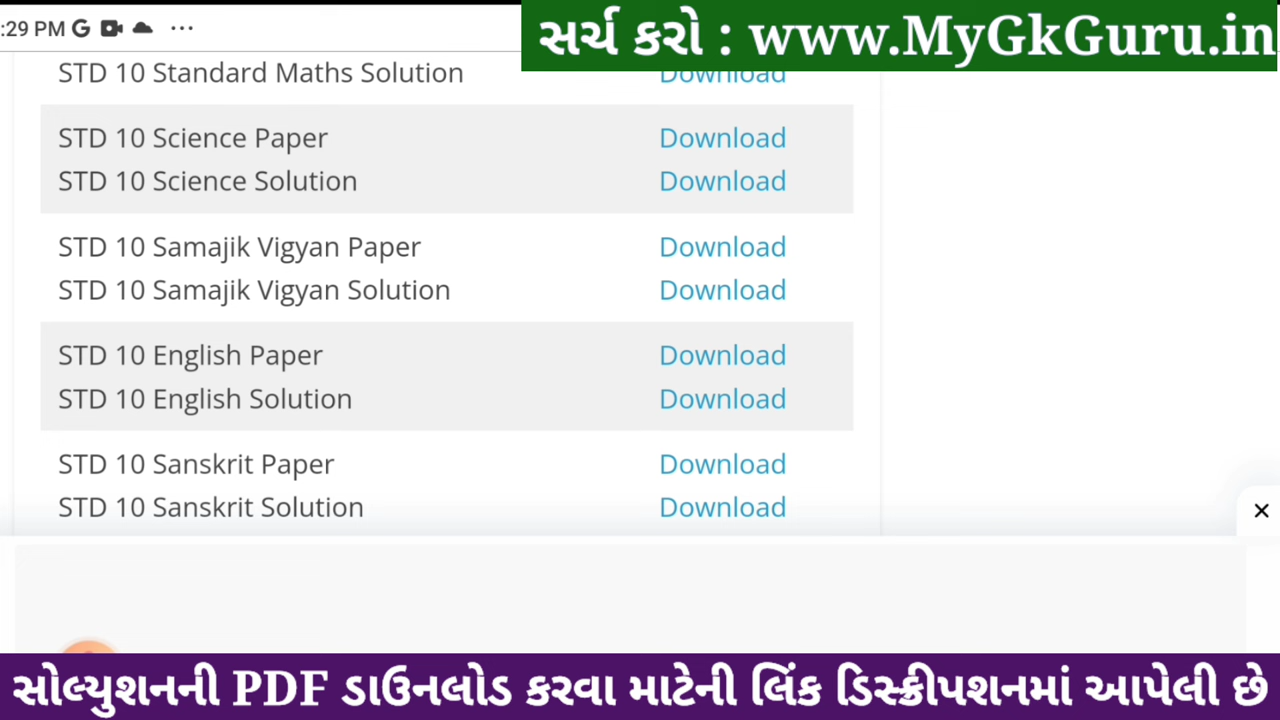 :29 PM G ...
સર્ચ કરો : www.MyGkGuru.in
STD 10 Standard Maths Solution Download
STD 10 Science Paper Download
STD 10 Science Solution Download
STD 10 Samajik Vigyan Paper Download
STD 10 Samajik Vigyan Solution Download
STD 10 English Paper Download
STD 10 English Solution Download
STD 10 Sanskrit Paper Download
STD 10 Sanskrit Solution Download
સોલ્યુશનની PDF ડાઉનલોડ કરવા માટેની લિંક ડિસ્ક્રીપશનમાં આપેલી છે